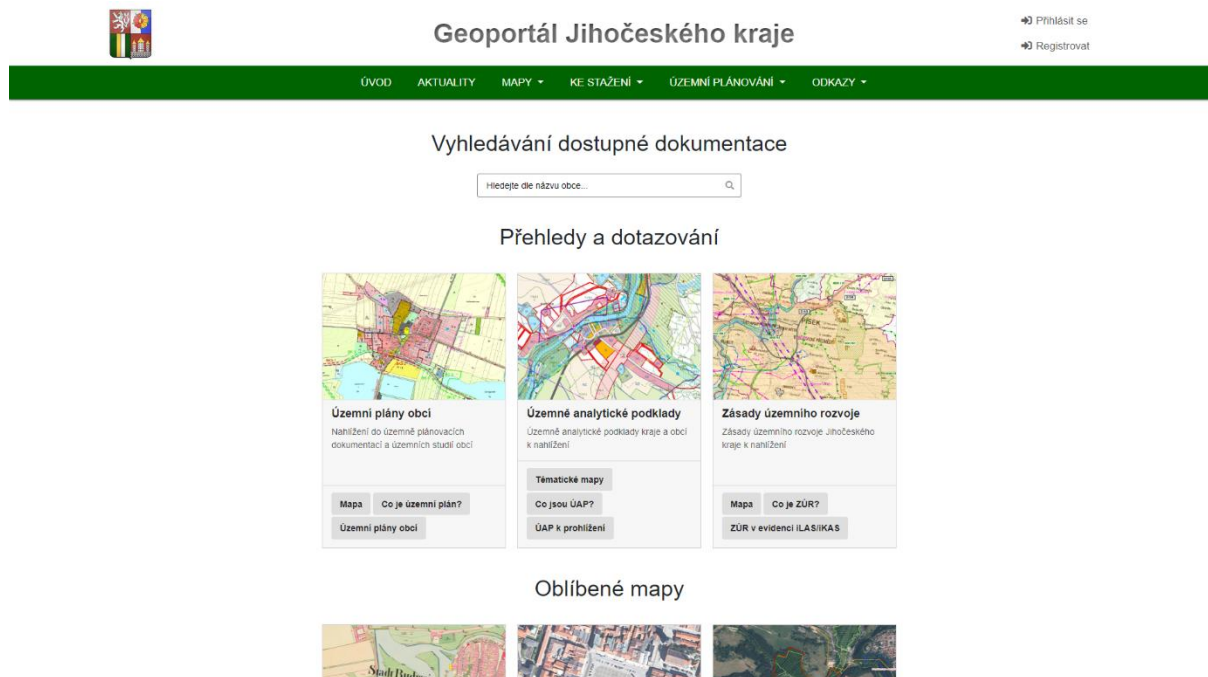 Geoportál Jihočeského kraje
Přihlásit se
Registrovat
ÚVOD AKTUALITY MAPY KE STAŽENÍ ÚZEMNÍ PLÁNOVÁNÍ ODKAZY
Vyhledávání dostupné dokumentace
Hledejte dle názvu obce...
Přehledy a dotazování
Územní plány obcí
Nahlížení do územně plánovacích
dokumentací a územních studií obcí
Mapa Co je územní plán?
Územní plány obcí
Územně analytické podklady
Územně analytické podklady kraje a obcí
k nahlížení
Tématické mapy
Co jsou ÚAP?
ÚAP k prohlížení
PÍSEK
Zásady územního rozvoje
Zásady územního rozvoje Jihočeského
kraje k nahlížení
Mapa Co je ZÚR?
ZÚR v evidenci iLAS/iKAS
Oblíbené mapy
Stadt